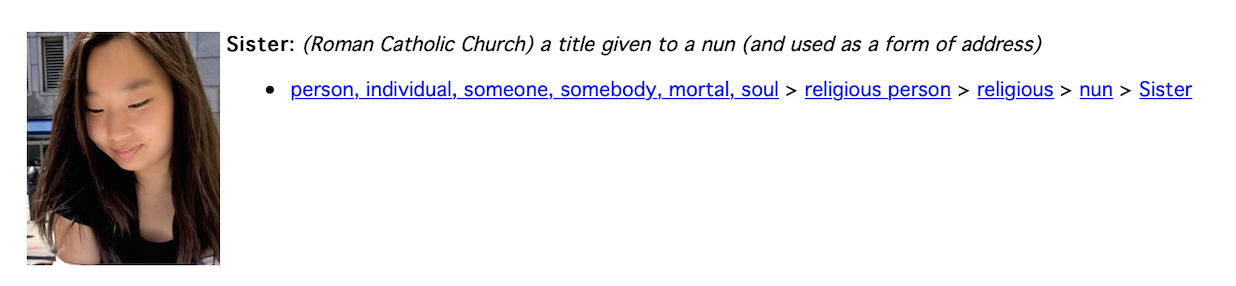 Sister: (Roman Catholic Church) a title given to a nun (and used as a form of address)
• person, individual, someone, somebody, mortal, soul > religious person > religious > nun > Sister